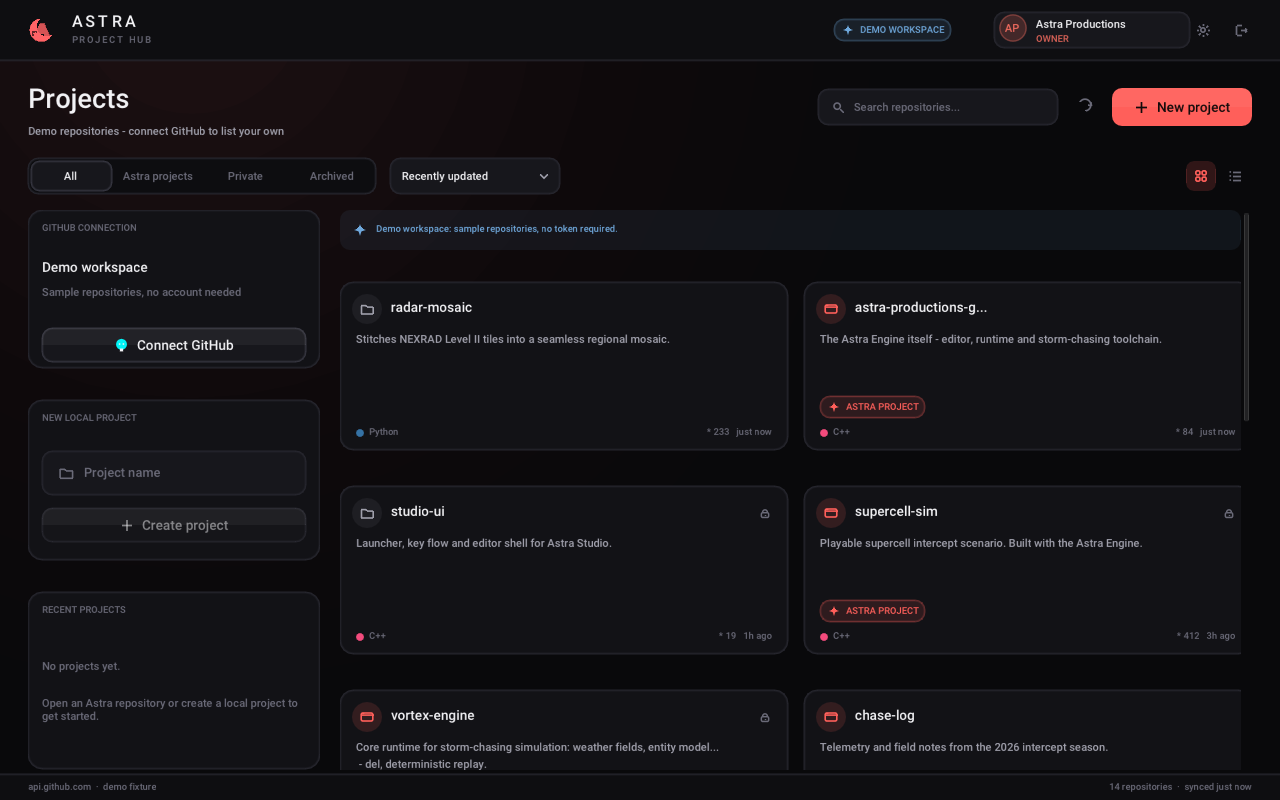 ASTRA
PROJECT HUB
DEMO WORKSPACE
AP
Astra Productions
OWNER
Projects
Demo repositories - connect GitHub to list your own
Search repositories...
New project
All
Astra projects
Private
Archived
Recently updated
GITHUB CONNECTION
Demo workspace
Sample repositories, no account needed
Connect GitHub
NEW LOCAL PROJECT
Project name
Create project
RECENT PROJECTS
No projects yet.
Open an Astra repository or create a local project to
get started.
Demo workspace: sample repositories, no token required.
radar-mosaic
Stitches NEXRAD Level II tiles into a seamless regional mosaic.
Python
* 233 just now
astra-productions-g...
The Astra Engine itself - editor, runtime and storm-chasing toolchain.
ASTRA PROJECT
C++
* 84 just now
studio-ui
Launcher, key flow and editor shell for Astra Studio.
C++
* 19 1h ago
supercell-sim
Playable supercell intercept scenario. Built with the Astra Engine.
ASTRA PROJECT
C++
* 412 3h ago
vortex-engine
Core runtime for storm-chasing simulation: weather fields, entity model...
- del, deterministic replay.
chase-log
Telemetry and field notes from the 2026 intercept season.
api.github.com · demo fixture
14 repositories · synced just now